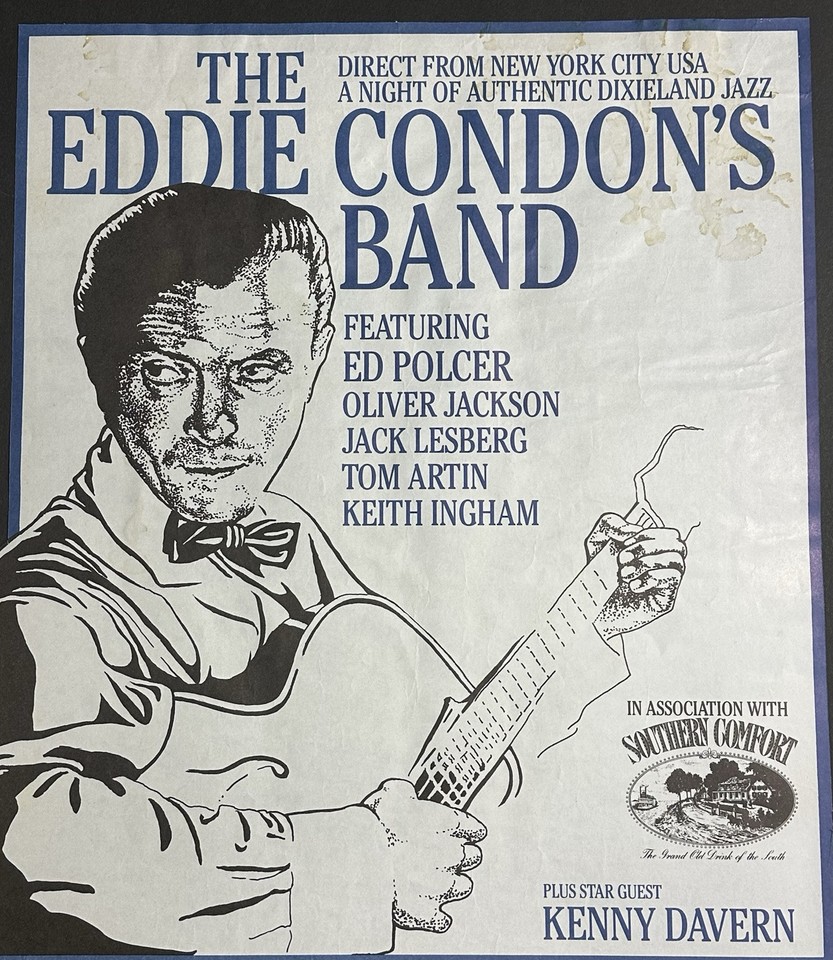 THE
EDDIE CONDON'S
BAND
DIRECT FROM NEW YORK CITY USA
A NIGHT OF AUTHENTIC DIXIELAND JAZZ
FEATURING
ED POLCER
OLIVER JACKSON
JACK LESBERG
TOM ARTIN
KEITH INGHAM
IN ASSOCIATION WITH
SOUTHERN COMFORT
The Grand Old Drink of the South
PLUS STAR GUEST
KENNY DAVERN